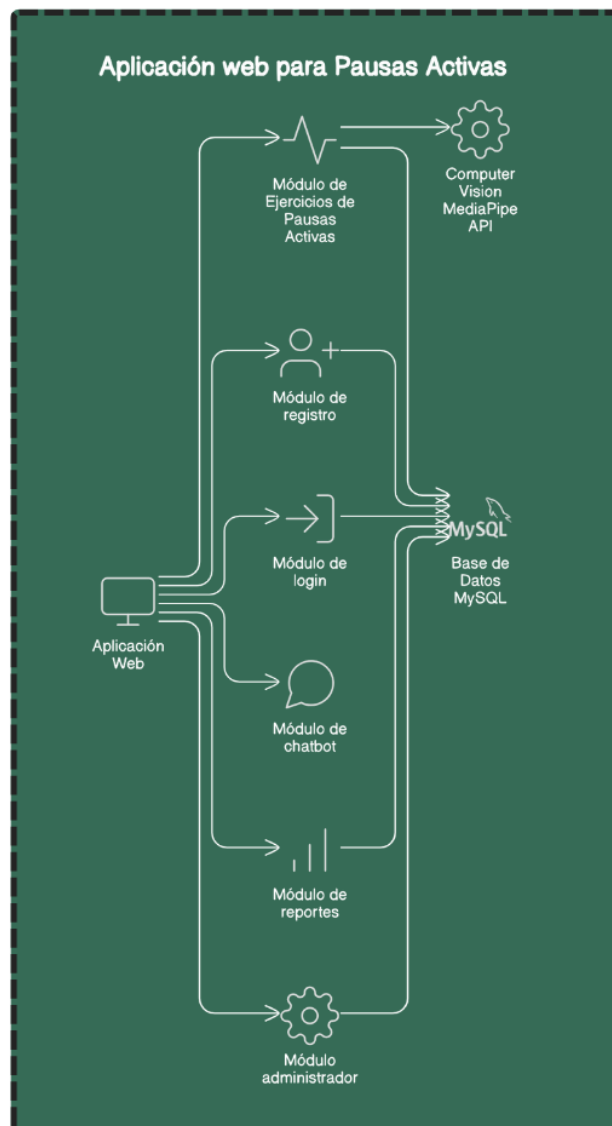 Aplicación web para Pausas Activas
Módulo de
Ejercicios de
Pausas
Activas
Computer
Vision
MediaPipe
API
Módulo de
registro
Módulo de
login
MySQL
Base de
Datos
MySQL
Aplicación
Web
Módulo de
chatbot
Módulo de
reportes
Módulo
administrador